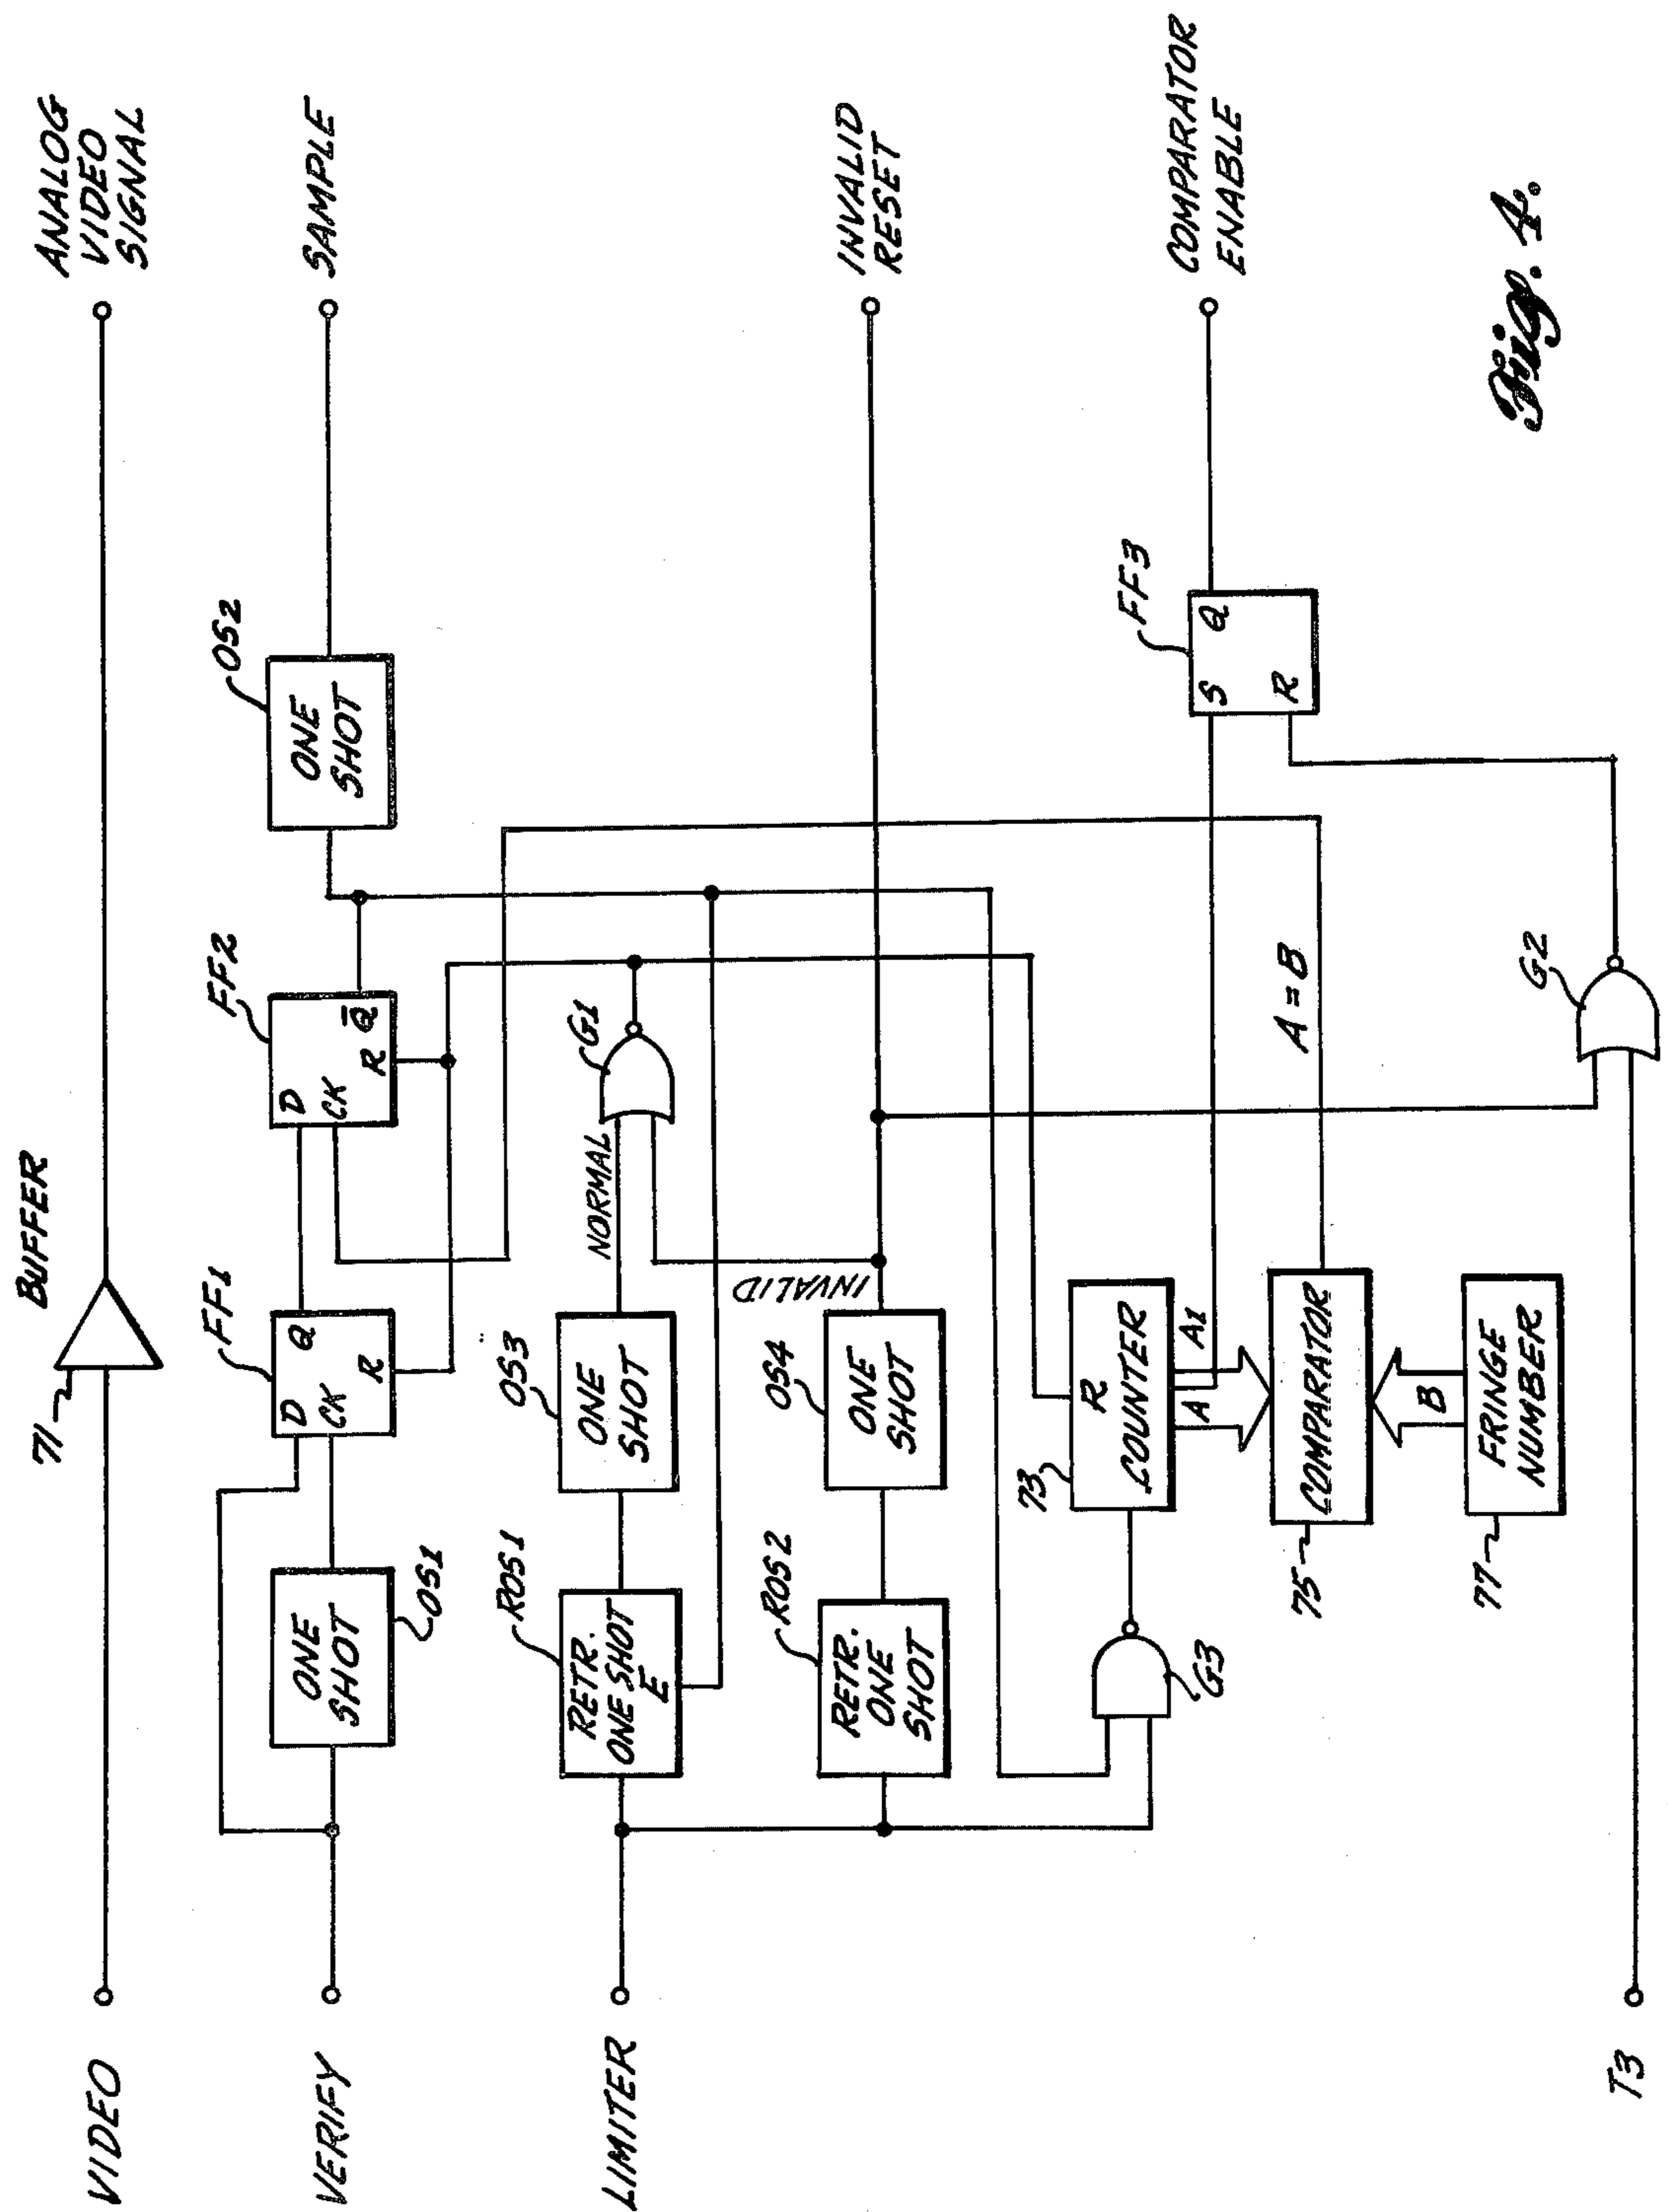 VIDEO
71
BUFFER
ANALOG
VIDEO
SIGNAL
VERIFY
ONE
SHOT
OS1
FF1
D
CK
Q
R
FF2
D
CK
Q̅
R
OS2
ONE
SHOT
SAMPLE
LIMITER
ROS1
RETR.
ONE SHOT
E
OS3
ONE
SHOT
NORMAL
G1
INVALID
ROS2
RETR.
ONE
SHOT
OS4
ONE
SHOT
INVALID
RESET
G3
73
R
COUNTER
A
A1
75
COMPARATOR
A = B
B
77
FRINGE
NUMBER
FF3
S
Q
R
COMPARATOR
ENABLE
G2
T3
Fig. 4.